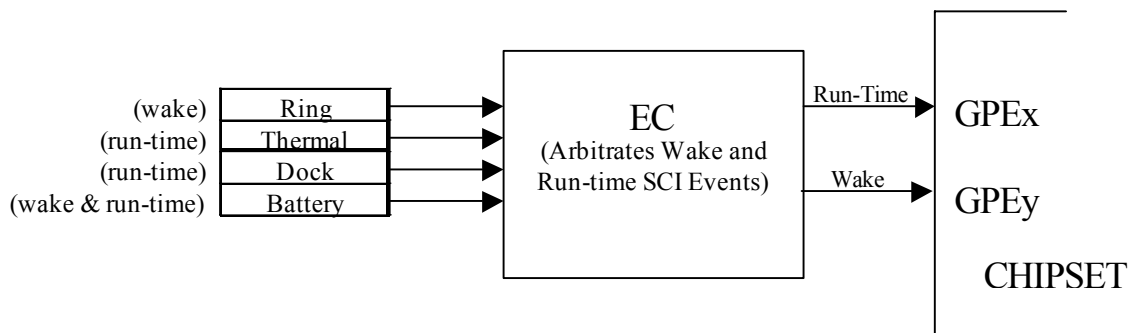 (wake) Ring
(run-time) Thermal
(run-time) Dock
(wake & run-time) Battery
EC
(Arbitrates Wake and
Run-time SCI Events)
Run-Time
Wake
GPEx
GPEy
CHIPSET